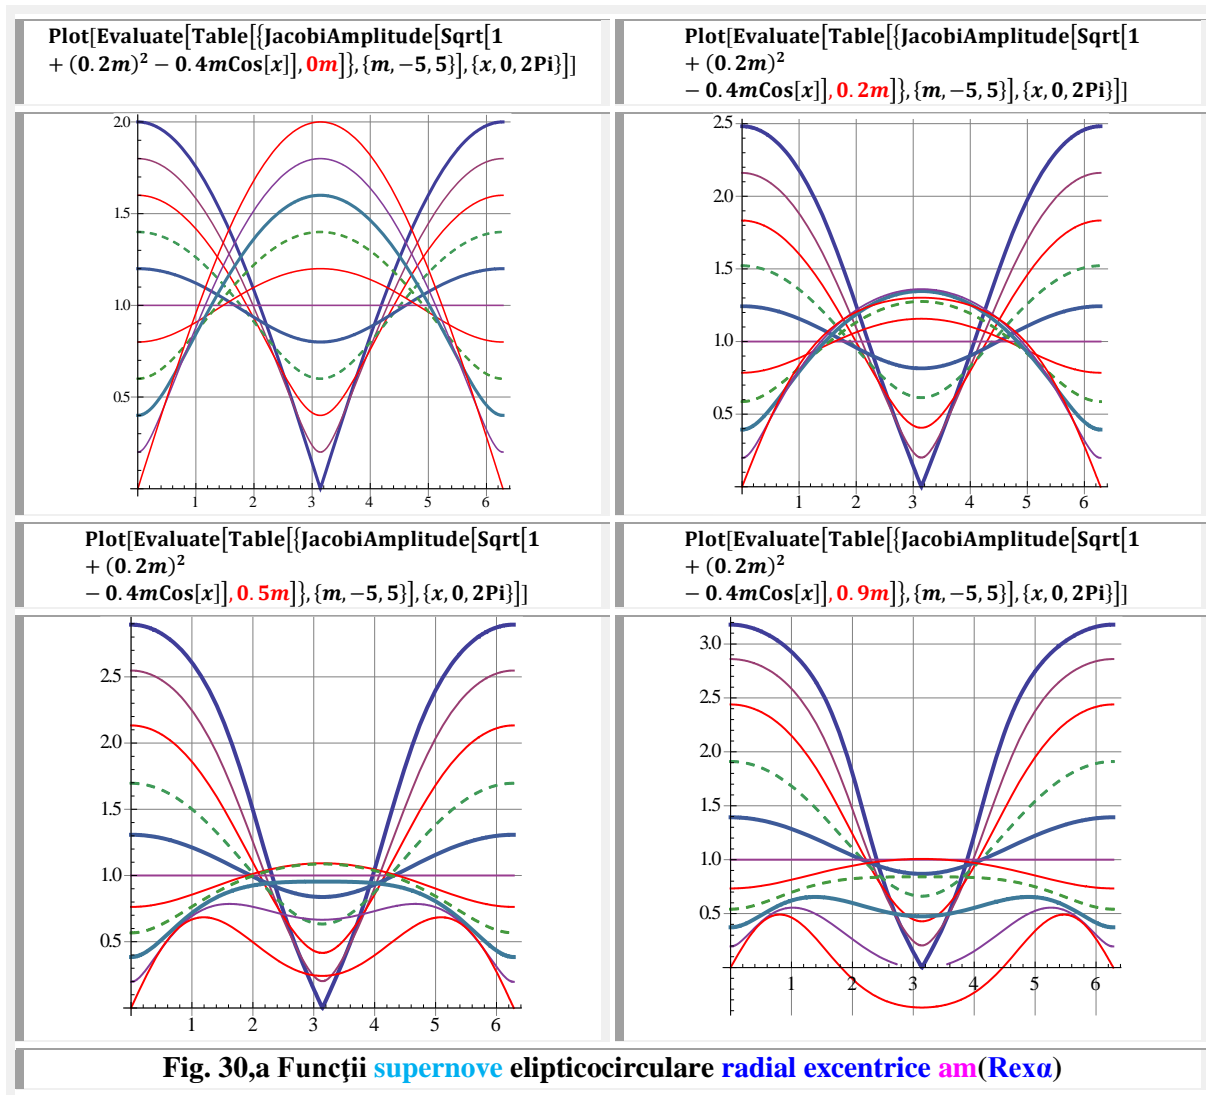 Plot[Evaluate[Table[{JacobiAmplitude[Sqrt[1
+ (0.2m)² − 0.4mCos[x]], 0m]}, {m, −5, 5}], {x, 0, 2Pi}]]
Plot[Evaluate[Table[{JacobiAmplitude[Sqrt[1
+ (0.2m)²
− 0.4mCos[x]], 0.2m]}, {m, −5, 5}], {x, 0, 2Pi}]]
2.0
1.5
1.0
0.5
1 2 3 4 5 6
2.5
2.0
1.5
1.0
0.5
1 2 3 4 5 6
Plot[Evaluate[Table[{JacobiAmplitude[Sqrt[1
+ (0.2m)²
− 0.4mCos[x]], 0.5m]}, {m, −5, 5}], {x, 0, 2Pi}]]
Plot[Evaluate[Table[{JacobiAmplitude[Sqrt[1
+ (0.2m)²
− 0.4mCos[x]], 0.9m]}, {m, −5, 5}], {x, 0, 2Pi}]]
2.5
2.0
1.5
1.0
0.5
1 2 3 4 5 6
3.0
2.5
2.0
1.5
1.0
0.5
1 2 3 4 5 6
Fig. 30,a Funcţii supernove elipticocirculare radial excentrice am(Rexα)